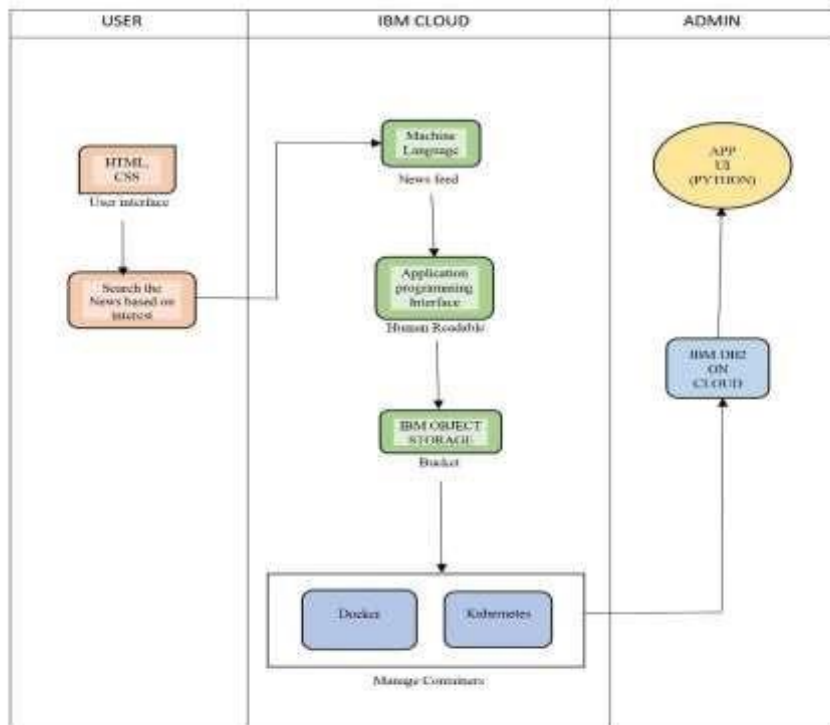 USER
IBM CLOUD
ADMIN
HTML,
CSS
User interface
Search the
News based on
interest
Machine
Language
News feed
Application
programming
Interface
Human Readable
IBM OBJECT
STORAGE
Bucket
Docker
Kubernetes
Manage Containers
APP
UI
(PYTHON)
IBM DB2
ON
CLOUD